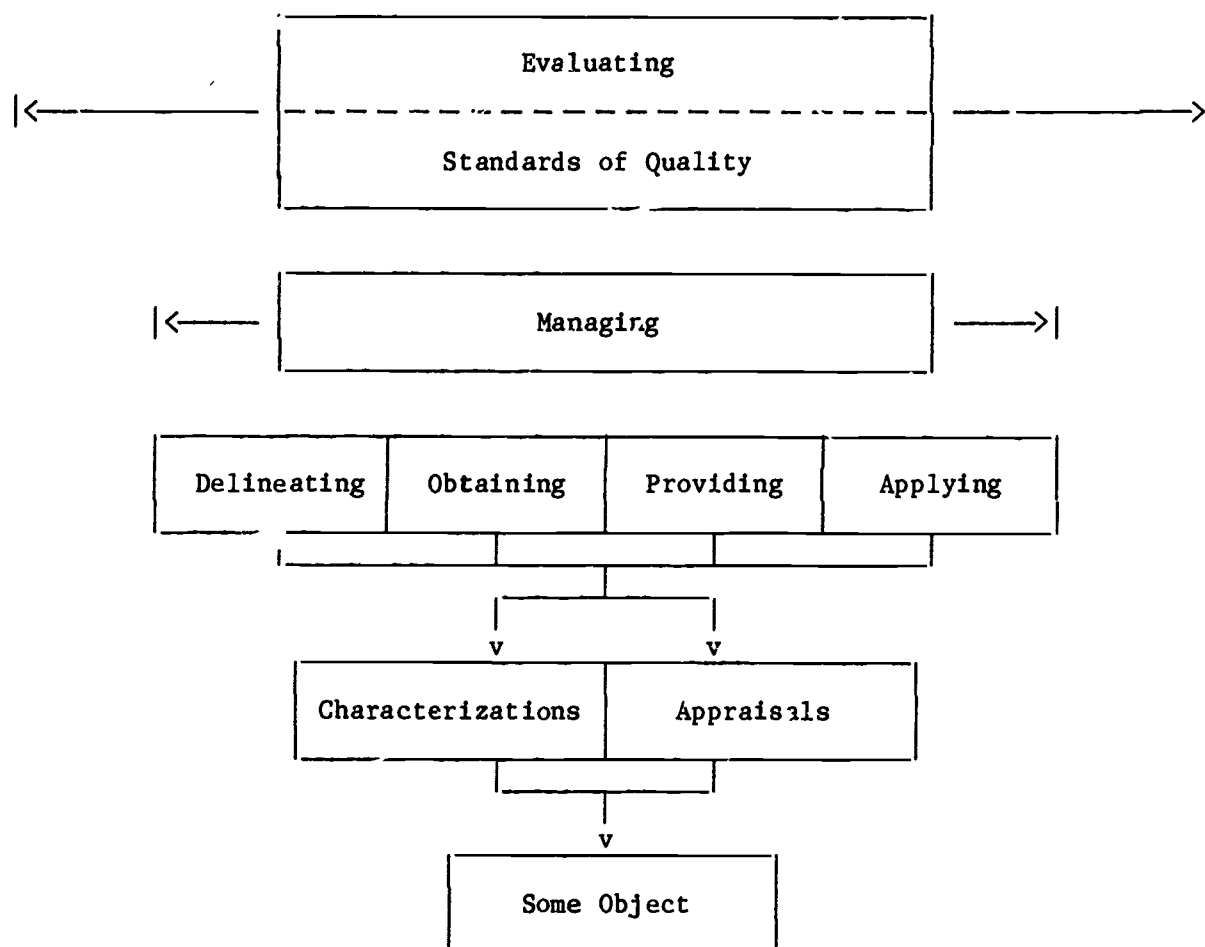 Evaluating
Standards of Quality
Managing
Delineating Obtaining Providing Applying
v v
Characterizations Appraisals
v
Some Object